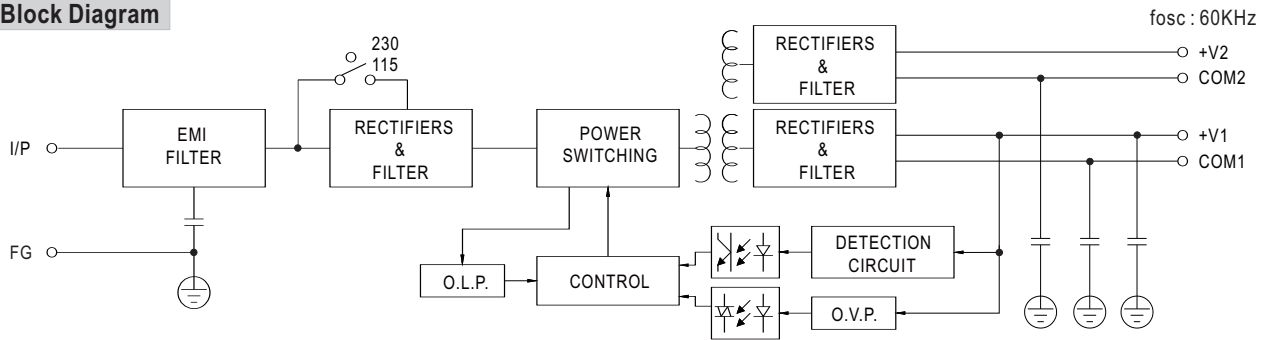 Block Diagram
fosc : 60KHz
230
115
I/P
EMI
FILTER
RECTIFIERS
&
FILTER
POWER
SWITCHING
RECTIFIERS
&
FILTER
+V2
COM2
RECTIFIERS
&
FILTER
+V1
COM1
FG
O.L.P.
CONTROL
DETECTION
CIRCUIT
O.V.P.